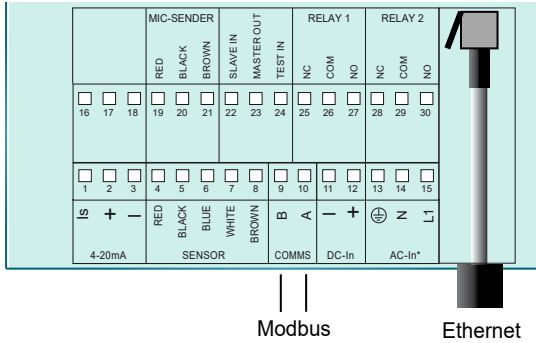 MIC-SENDER RELAY 1 RELAY 2
RED BLACK BROWN SLAVE IN MASTER OUT TEST IN NC COM NO NC COM NO
16 17 18 19 20 21 22 23 24 25 26 27 28 29 30
1 2 3 4 5 6 7 8 9 10 11 12 13 14 15
Is + – RED BLACK BLUE WHITE BROWN B A – + N L1
4-20mA SENSOR COMMS DC-In AC-In*
Modbus Ethernet